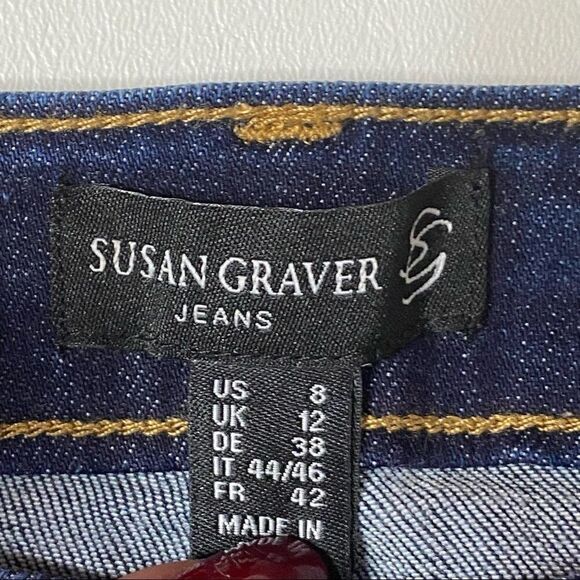 SUSAN GRAVER
JEANS
US 8
UK 12
DE 38
IT 44/46
FR 42
MADE IN